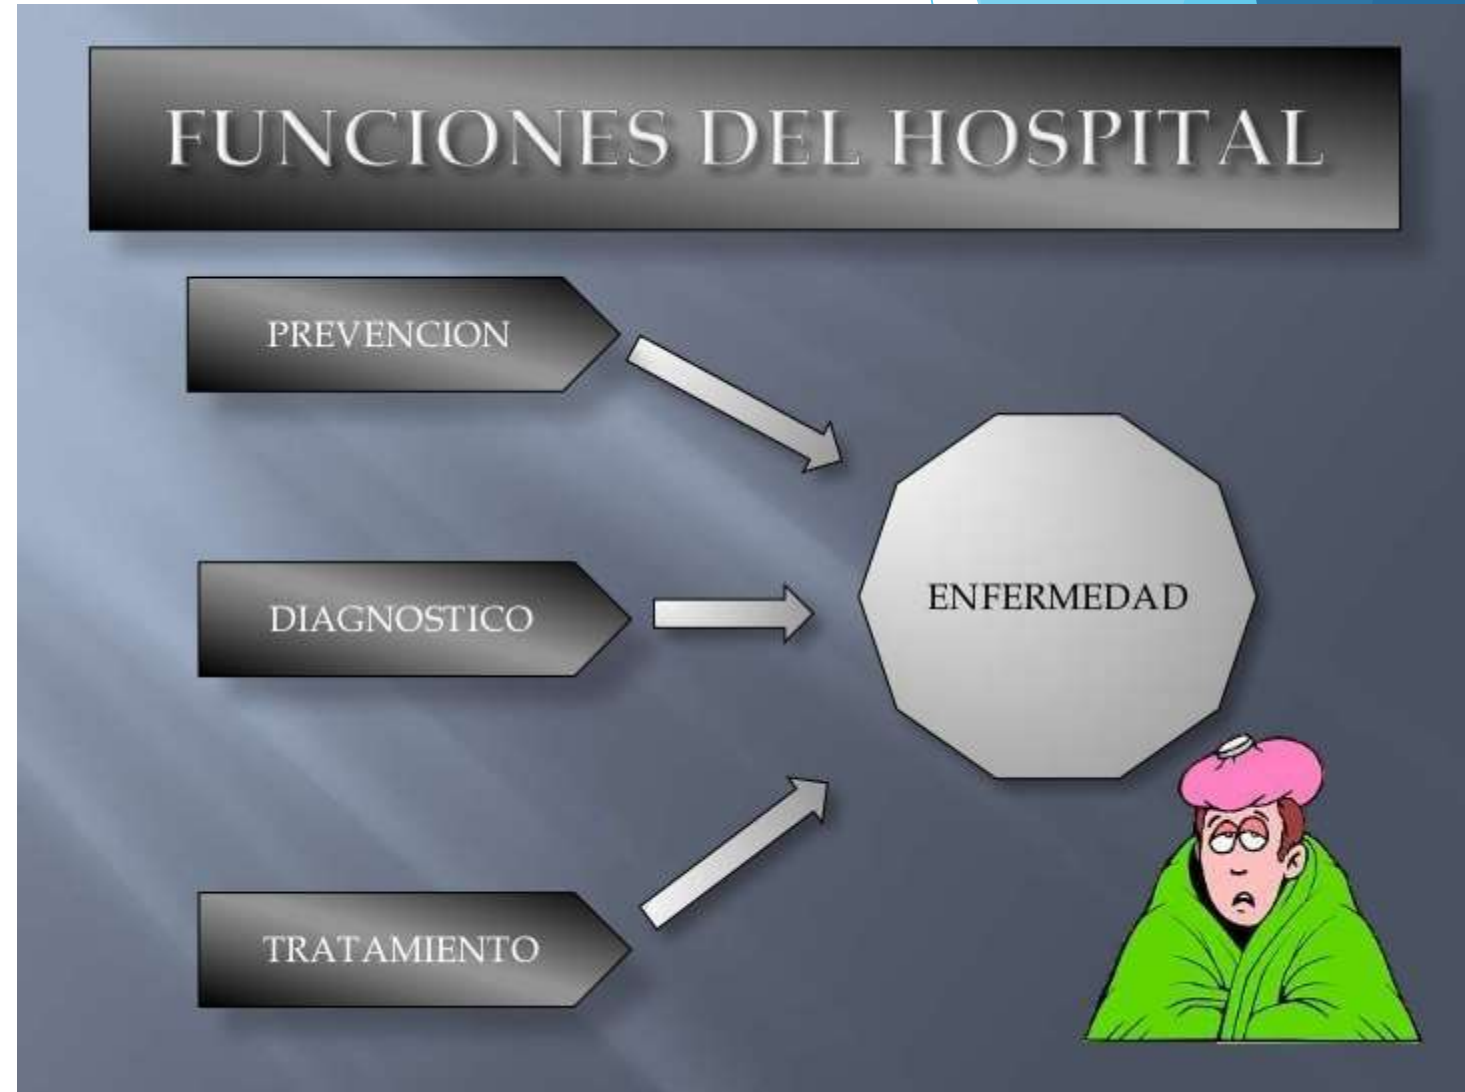 FUNCIONES DEL HOSPITAL
PREVENCION
DIAGNOSTICO
ENFERMEDAD
TRATAMIENTO